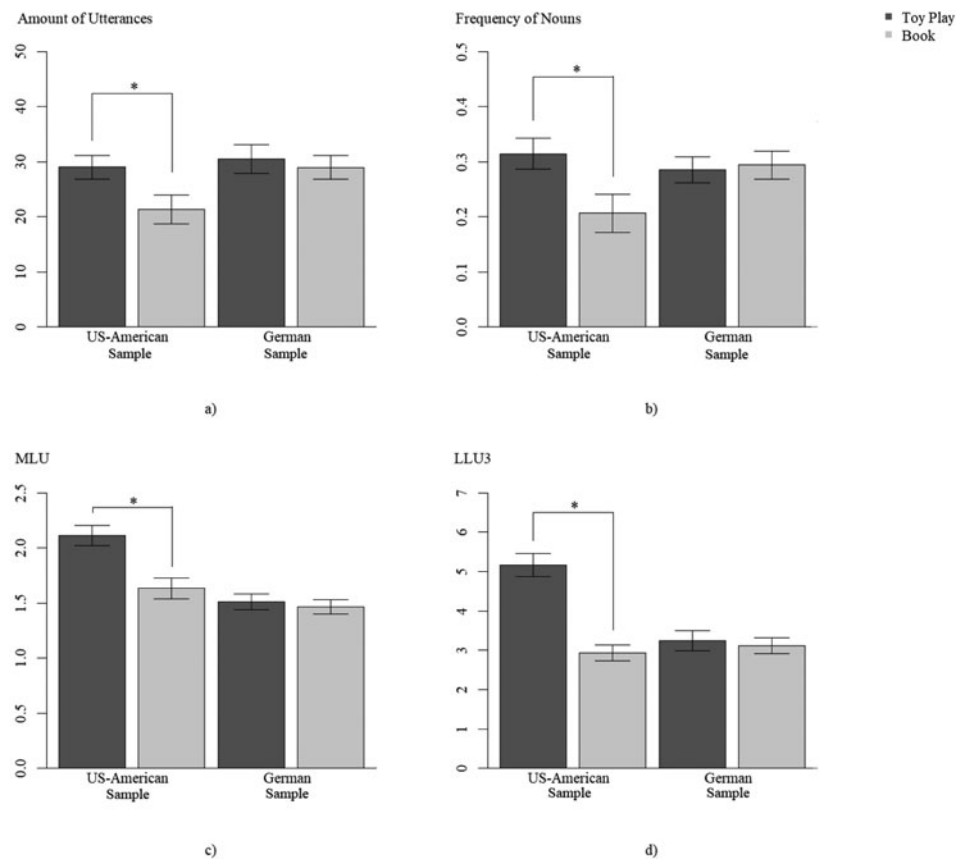 Amount of Utterances
50
40
30
20
10
0
*
US-American
Sample
German
Sample
a)
Frequency of Nouns
0.5
0.4
0.3
0.2
0.1
0.0
*
US-American
Sample
German
Sample
b)
Toy Play
Book
MLU
2.5
2.0
1.5
1.0
0.5
0.0
*
US-American
Sample
German
Sample
c)
LLU3
7
6
5
4
3
2
1
0
*
US-American
Sample
German
Sample
d)